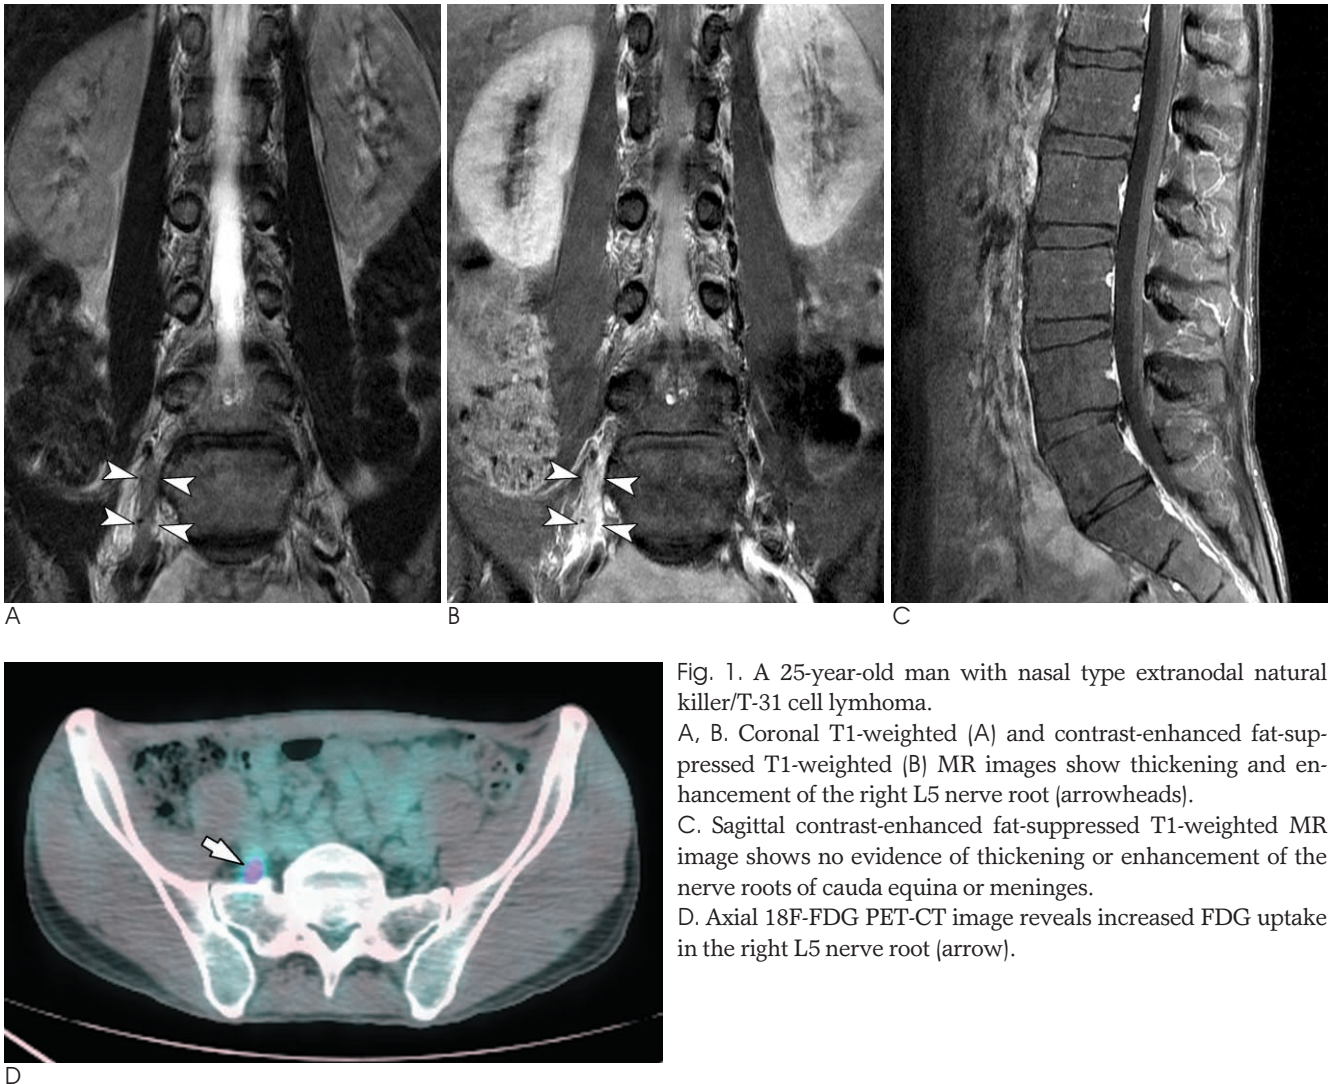 A
B
C
D
Fig. 1. A 25-year-old man with nasal type extranodal natural
killer/T-31 cell lymhoma.
A, B. Coronal T1-weighted (A) and contrast-enhanced fat-sup-
pressed T1-weighted (B) MR images show thickening and en-
hancement of the right L5 nerve root (arrowheads).
C. Sagittal contrast-enhanced fat-suppressed T1-weighted MR
image shows no evidence of thickening or enhancement of the
nerve roots of cauda equina or meninges.
D. Axial 18F-FDG PET-CT image reveals increased FDG uptake
in the right L5 nerve root (arrow).